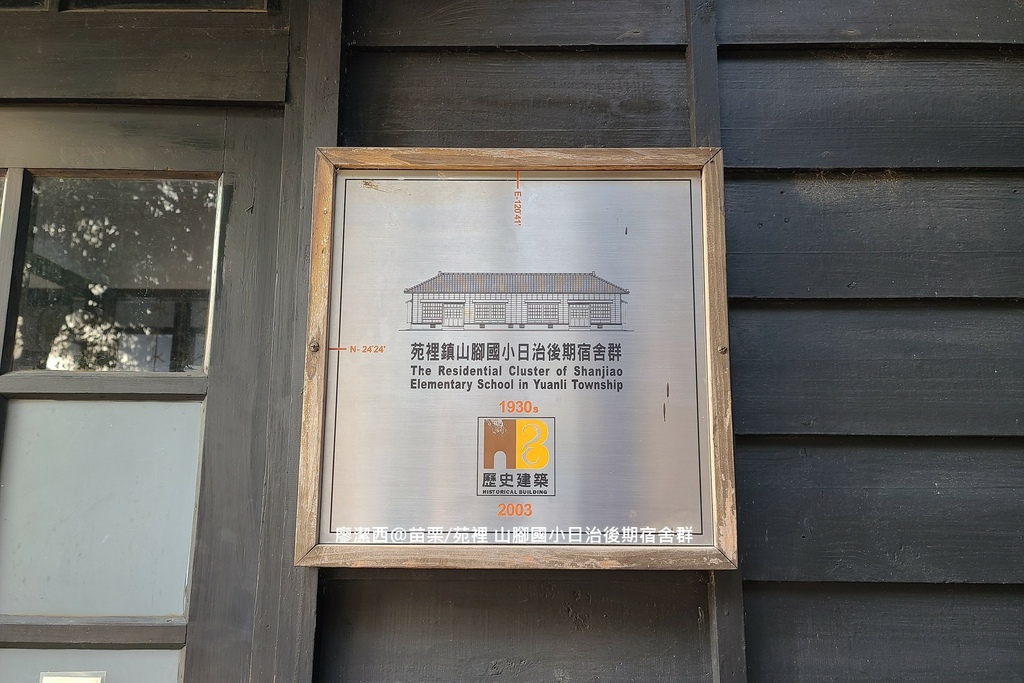 E-120°41'
N- 24°24'
苑裡鎮山腳國小日治後期宿舍群
The Residential Cluster of Shanjiao
Elementary School in Yuanli Township
1930s
HB
歷史建築
HISTORICAL BUILDING
2003
廖潔西@苗栗/苑裡 山腳國小日治後期宿舍群